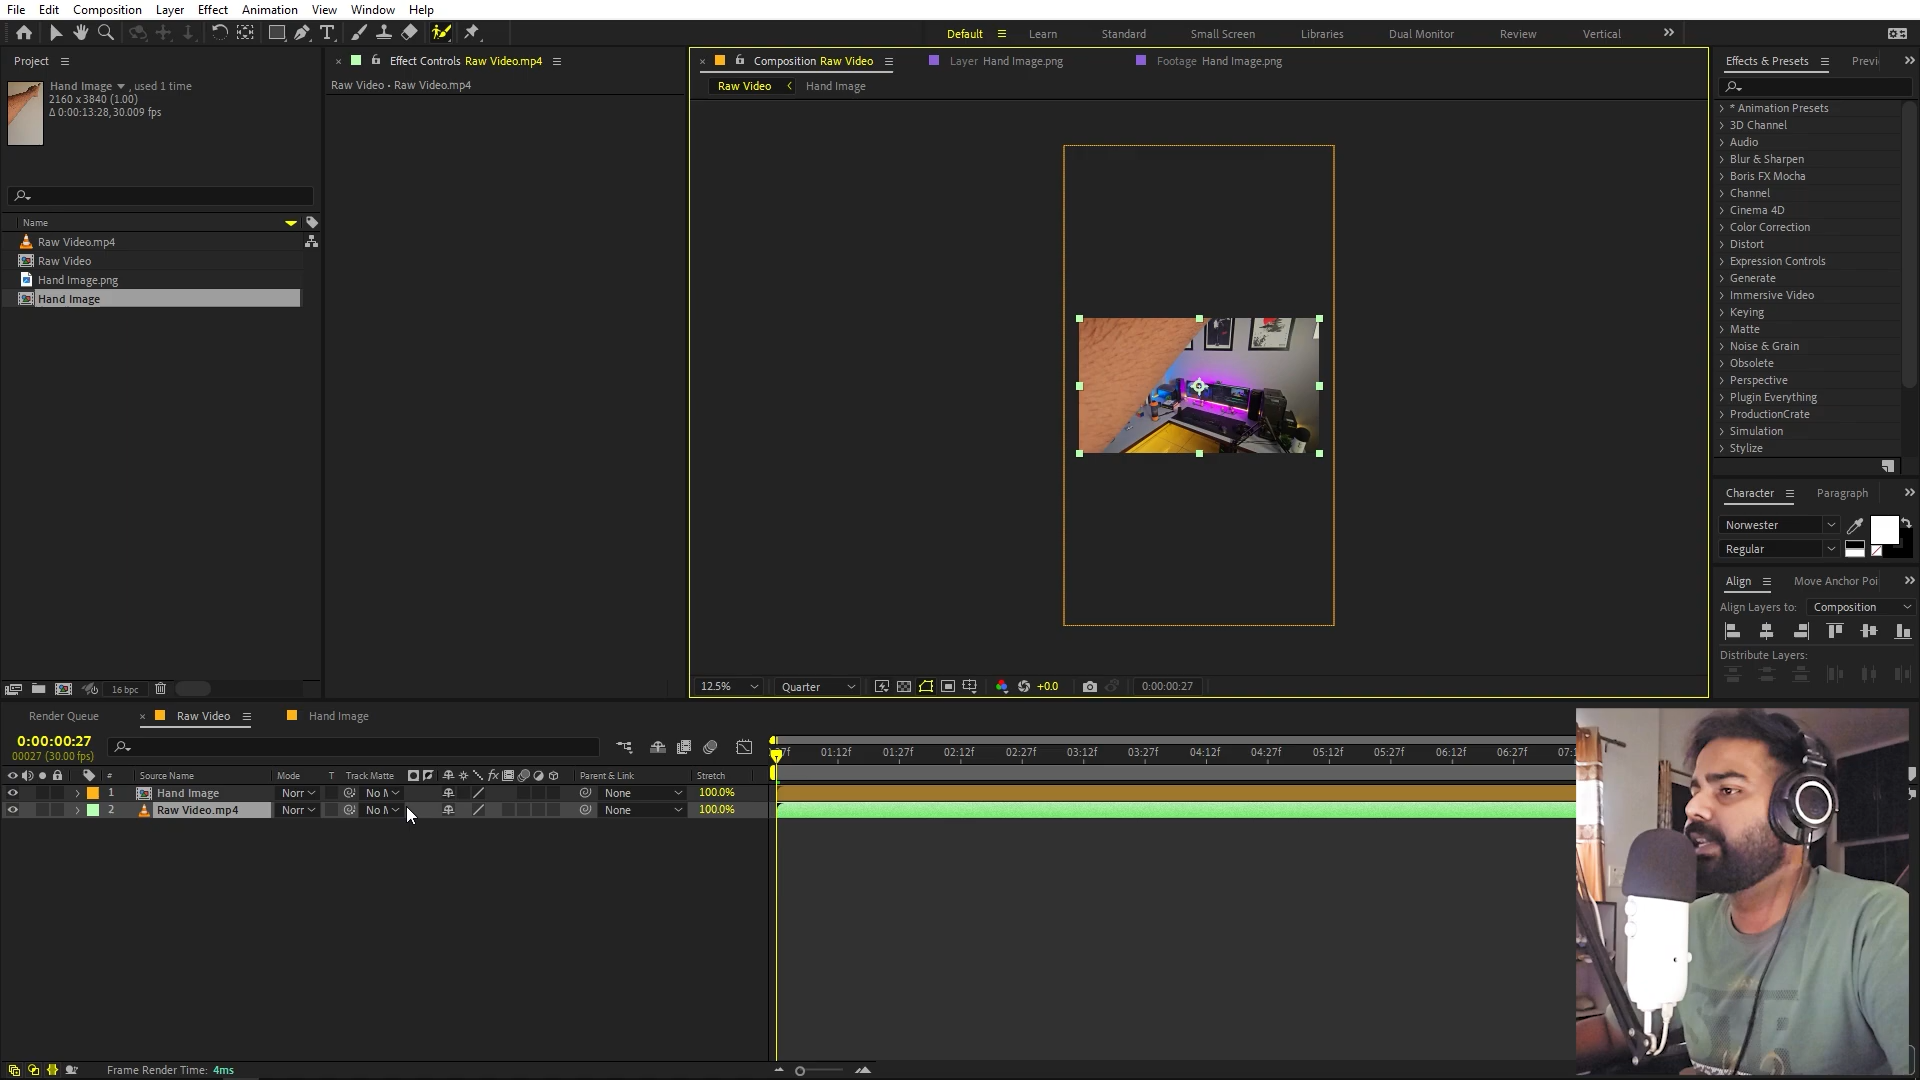 File Edit Composition Layer Effect Animation View Window Help
Default Learn Standard Small Screen Libraries Dual Monitor Review Vertical
Project
Effect Controls Raw Video.mp4
Composition Raw Video
Layer Hand Image.png
Footage Hand Image.png
Effects & Presets
Previ
Hand Image , used 1 time
2160 x 3840 (1.00)
Δ 0:00:13:28, 30.009 fps
Raw Video • Raw Video.mp4
Raw Video
Hand Image
* Animation Presets
3D Channel
Audio
Blur & Sharpen
Boris FX Mocha
Channel
Cinema 4D
Color Correction
Distort
Expression Controls
Generate
Immersive Video
Keying
Matte
Noise & Grain
Obsolete
Perspective
Plugin Everything
ProductionCrate
Simulation
Stylize
Name
Raw Video.mp4
Raw Video
Hand Image.png
Hand Image
Character Paragraph
Norwester
Regular
Align Move Anchor Poi
Align Layers to: Composition
Distribute Layers:
16 bpc
12.5% Quarter +0.0 0:00:00:27
Render Queue Raw Video Hand Image
0:00:00:27
00027 (30.00 fps)
27f 01:12f 01:27f 02:12f 02:27f 03:12f 03:27f 04:12f 04:27f 05:12f 05:27f 06:12f 06:27f 07:1
# Source Name Mode T Track Matte fx Parent & Link Stretch
1 Hand Image Norr No M None 100.0%
2 Raw Video.mp4 Norr No M None 100.0%
Frame Render Time: 4ms